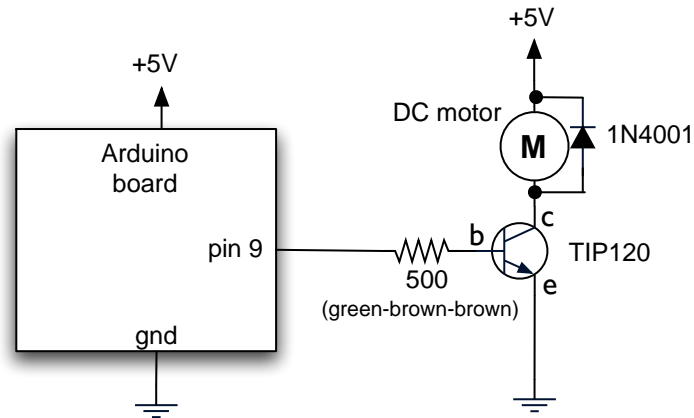 +5V
+5V
DC motor
M
1N4001
Arduino
board
pin 9
b
c
TIP120
500
e
(green-brown-brown)
gnd